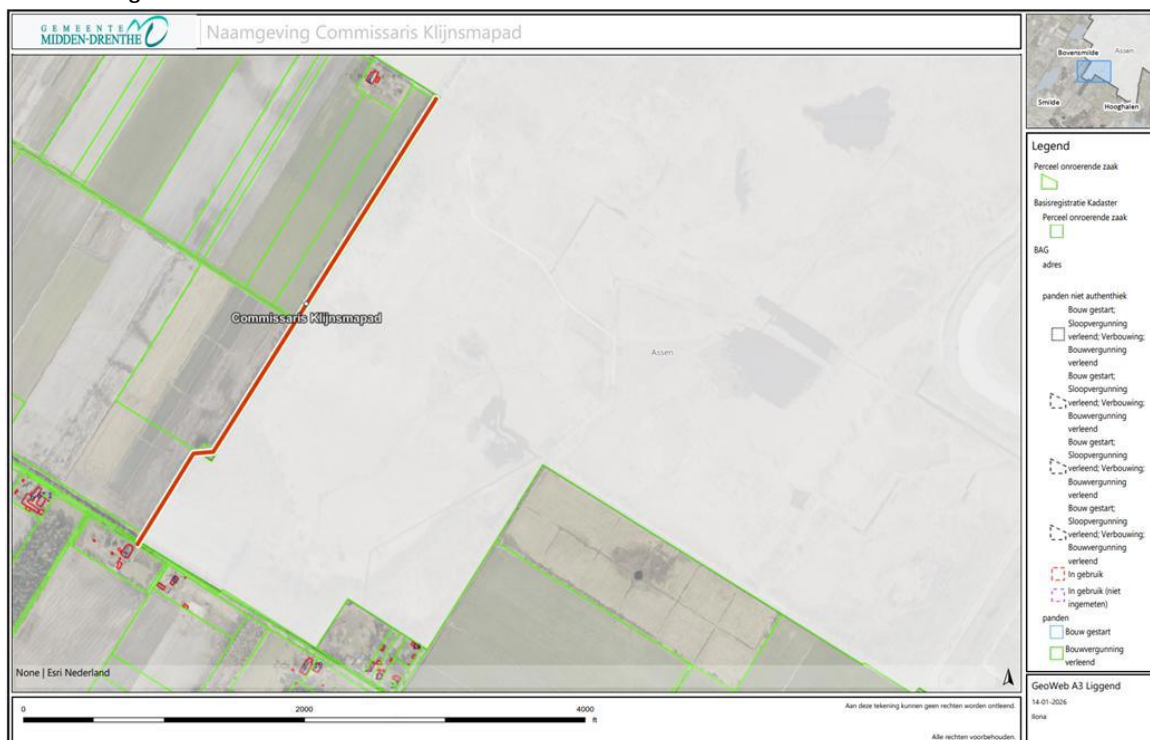 GEMEENTE
MIDDEN-DRENTHE
Naamgeving Commissaris Klijnsmapad
Commissaris Klijnsmapad
Assen
None | Esri Nederland
0
2000
4000
ft
Aan deze tekening kunnen geen rechten worden ontleend.
Alle rechten voorbehouden.
Bovensmilde
Assen
Smilde
Hooghalen
Legend
Perceel onroerende zaak
Basisregistratie Kadaster
Perceel onroerende zaak
BAG
adres
panden niet authenthiek
Bouw gestart;
Sloopvergunning
verleend; Verbouwing;
Bouwvergunning
verleend
Bouw gestart;
Sloopvergunning
verleend; Verbouwing;
Bouwvergunning
verleend
Bouw gestart;
Sloopvergunning
verleend; Verbouwing;
Bouwvergunning
verleend
Bouw gestart;
Sloopvergunning
verleend; Verbouwing;
Bouwvergunning
verleend
In gebruik
In gebruik (niet
ingemeten)
panden
Bouw gestart
Bouwvergunning
verleend
GeoWeb A3 Liggend
14-01-2026
Ilona